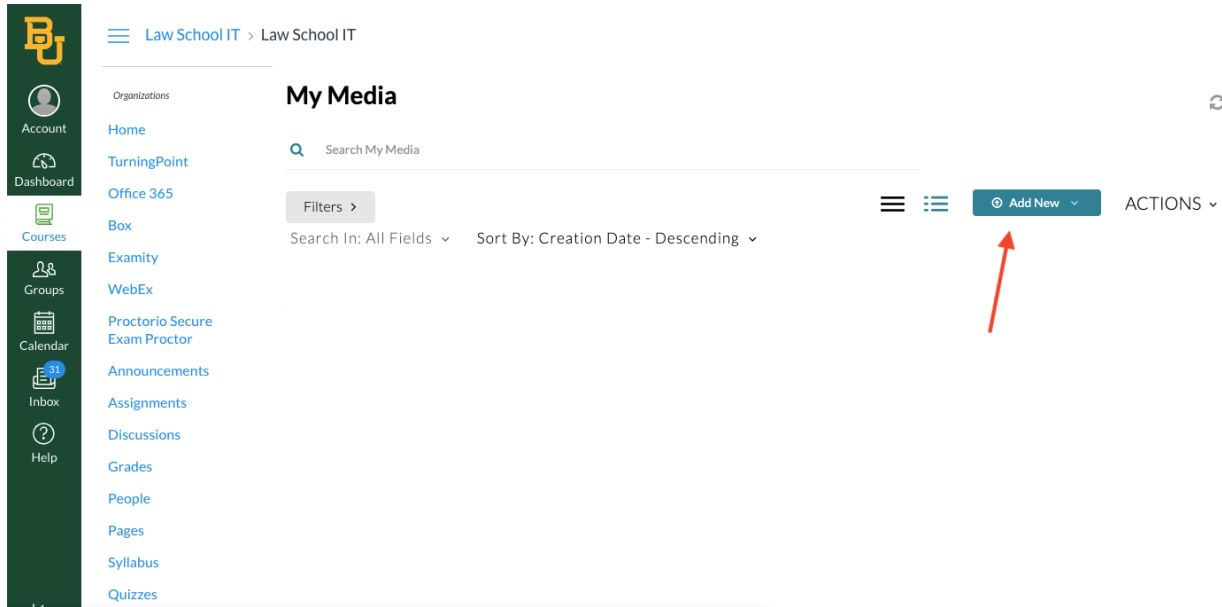 BU
Account
Dashboard
Courses
Groups
Calendar
31
Inbox
Help
Law School IT > Law School IT
Organizations
Home
TurningPoint
Office 365
Box
Examity
WebEx
Proctorio Secure
Exam Proctor
Announcements
Assignments
Discussions
Grades
People
Pages
Syllabus
Quizzes
My Media
Search My Media
Filters >
Add New
ACTIONS
Search In: All Fields
Sort By: Creation Date - Descending